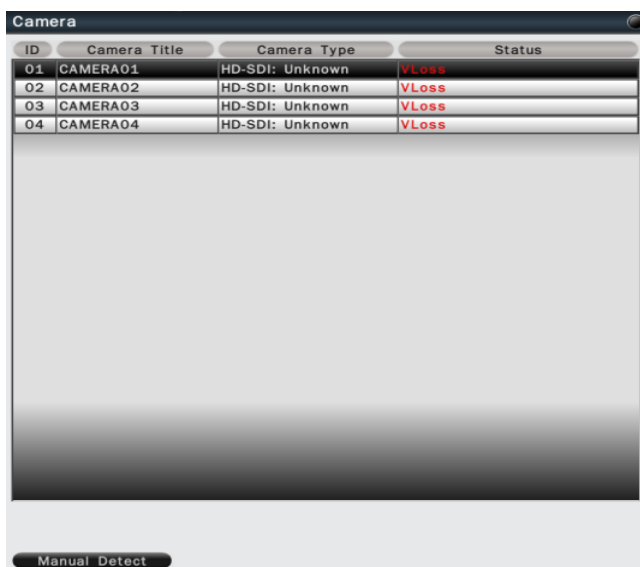 Camera
ID Camera Title Camera Type Status
01 CAMERA01 HD-SDI: Unknown VLoss
02 CAMERA02 HD-SDI: Unknown VLoss
03 CAMERA03 HD-SDI: Unknown VLoss
04 CAMERA04 HD-SDI: Unknown VLoss
Manual Detect